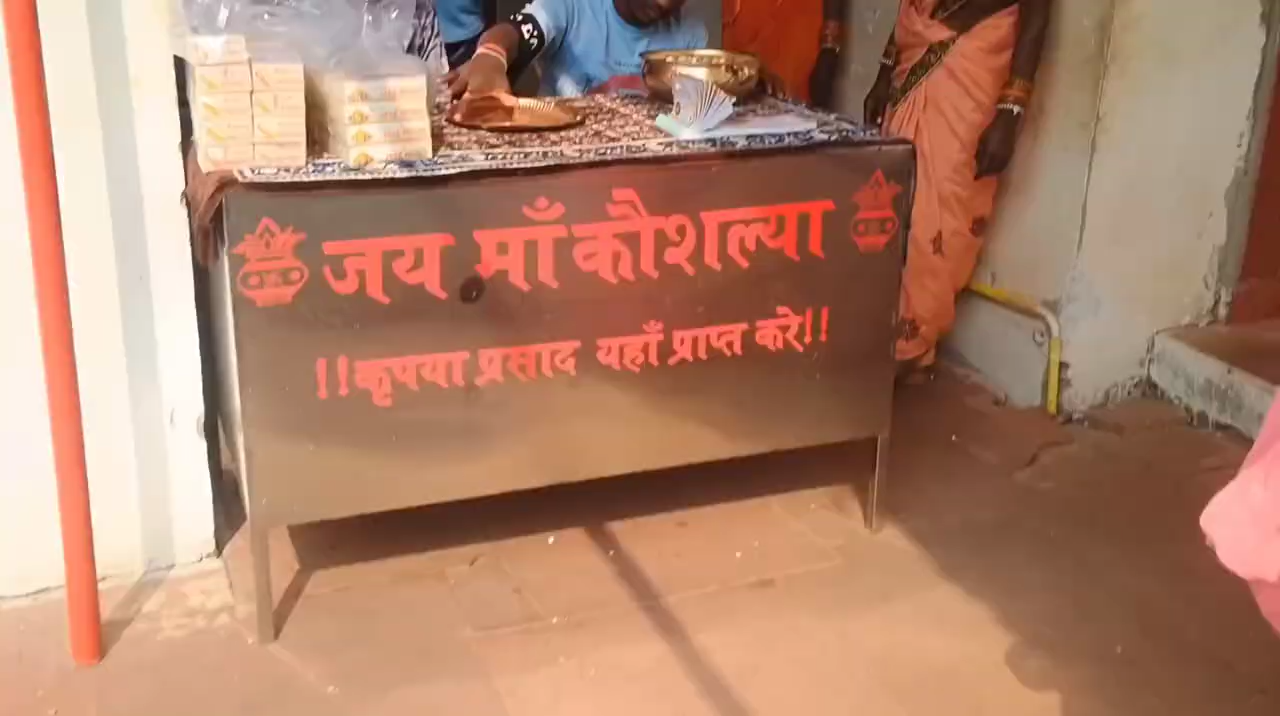 जय माँ कौशल्या
!!कृपया प्रसाद यहाँ प्राप्त करे!!